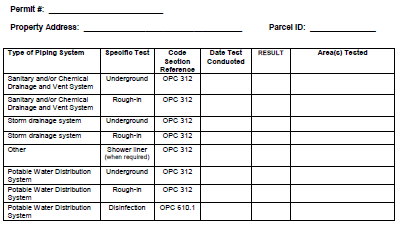 Permit #: ____________________
Property Address: ______________________________ Parcel ID: ____________
Type of Piping System Specific Test Code Section Reference Date Test Conducted RESULT Area(s) Tested
Sanitary and/or Chemical Drainage and Vent System Underground OPC 312
Sanitary and/or Chemical Drainage and Vent System Rough-in OPC 312
Storm drainage system Underground OPC 312
Storm drainage system Rough-in OPC 312
Other Shower liner (when required) OPC 312
Potable Water Distribution System Underground OPC 312
Potable Water Distribution System Rough-in OPC 312
Potable Water Distribution System Disinfection OPC 610.1